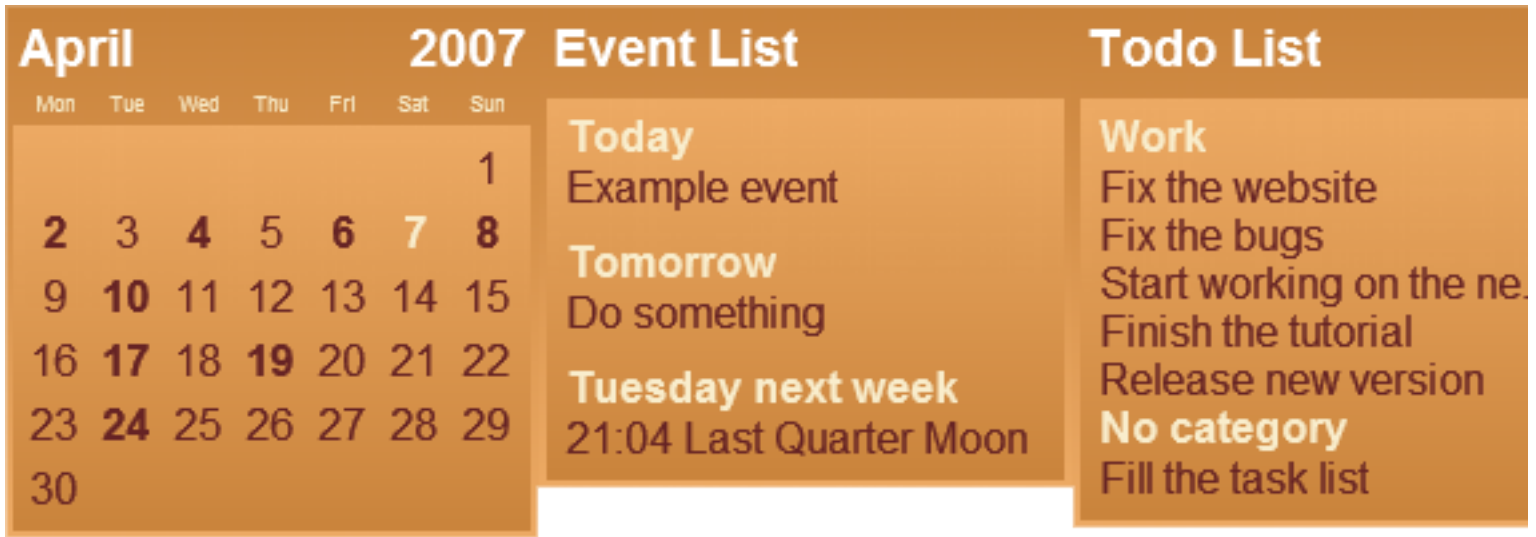 April 2007
Mon Tue Wed Thu Fri Sat Sun
1
2 3 4 5 6 7 8
9 10 11 12 13 14 15
16 17 18 19 20 21 22
23 24 25 26 27 28 29
30
Event List
Today
Example event
Tomorrow
Do something
Tuesday next week
21:04 Last Quarter Moon
Todo List
Work
Fix the website
Fix the bugs
Start working on the ne.
Finish the tutorial
Release new version
No category
Fill the task list